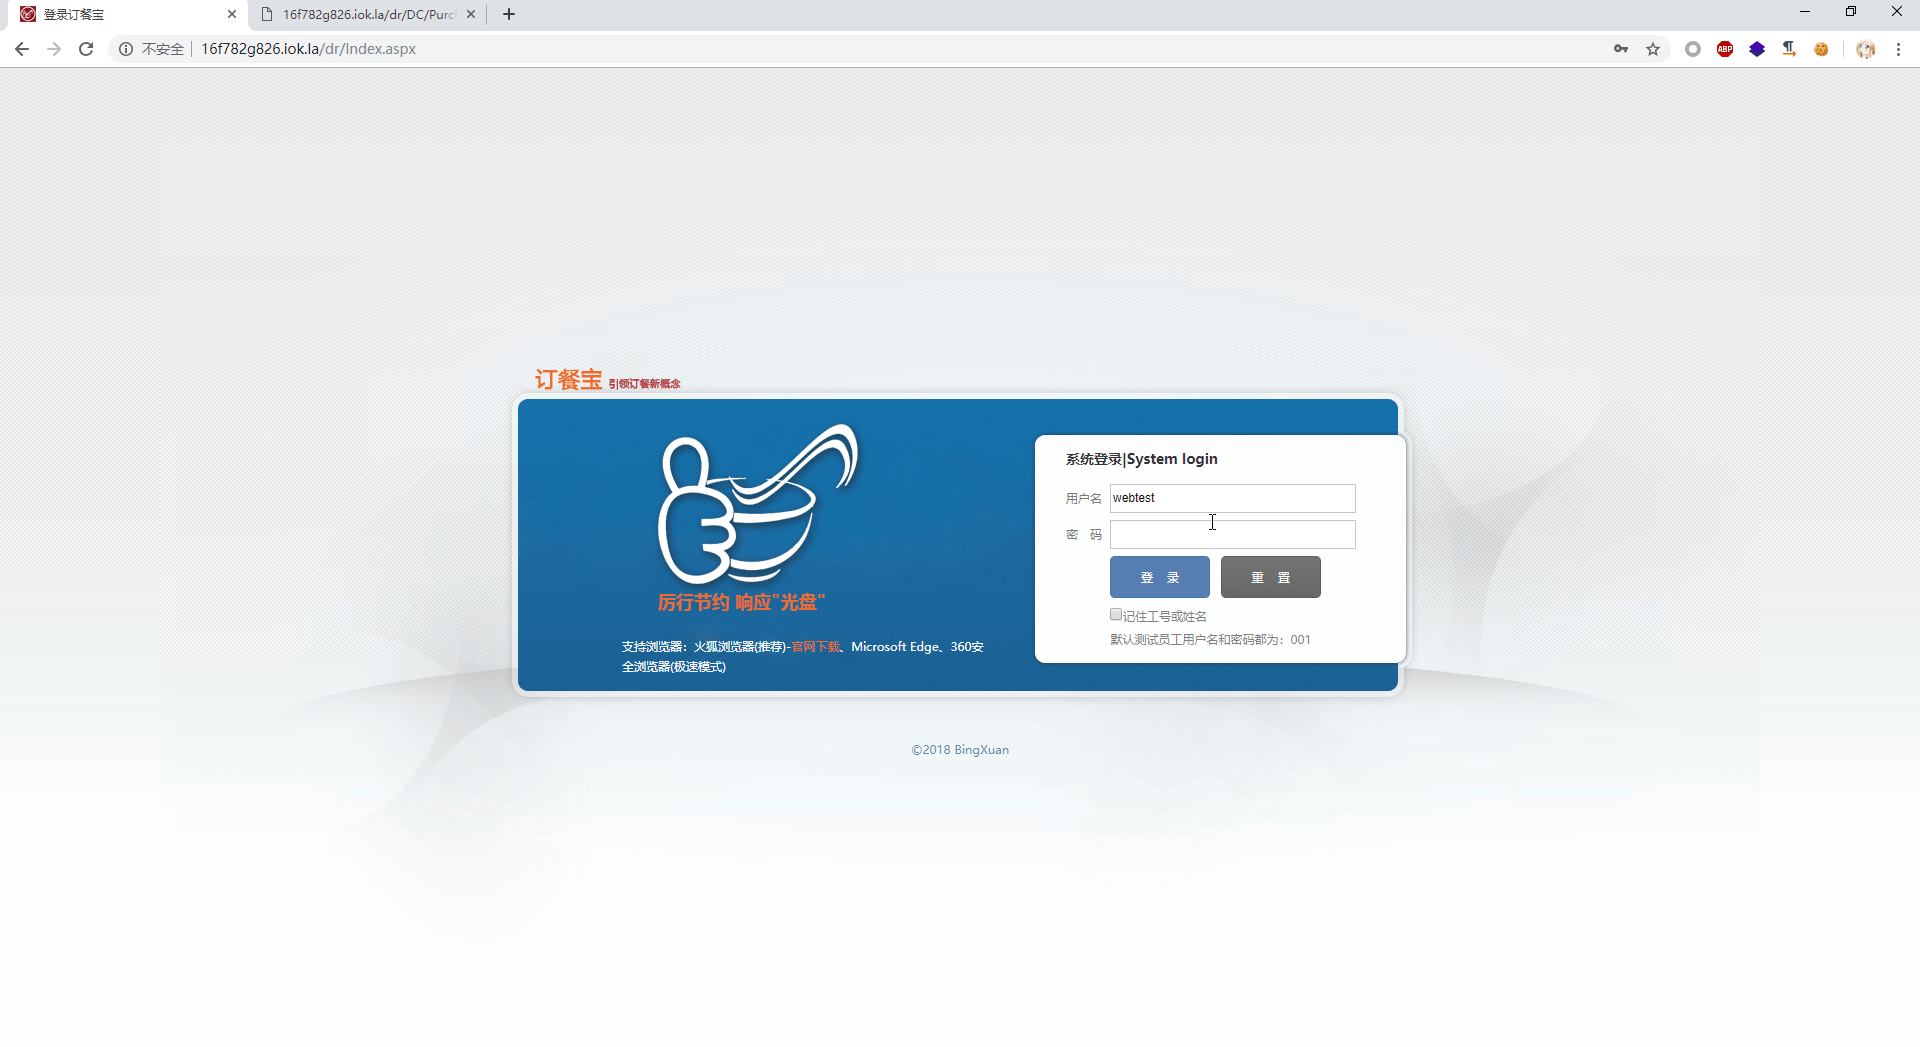 登录订餐宝
16f782g826.iok.la/dr/DC/Purc
不安全 | 16f782g826.iok.la/dr/Index.aspx
ABP
订餐宝 引领订餐新概念
系统登录|System login
用户名 webtest
密 码
登 录 重 置
记住工号或姓名
默认测试员工用户名和密码都为：001
厉行节约 响应"光盘"
支持浏览器：火狐浏览器(推荐)-官网下载、Microsoft Edge、360安
全浏览器(极速模式)
©2018 BingXuan